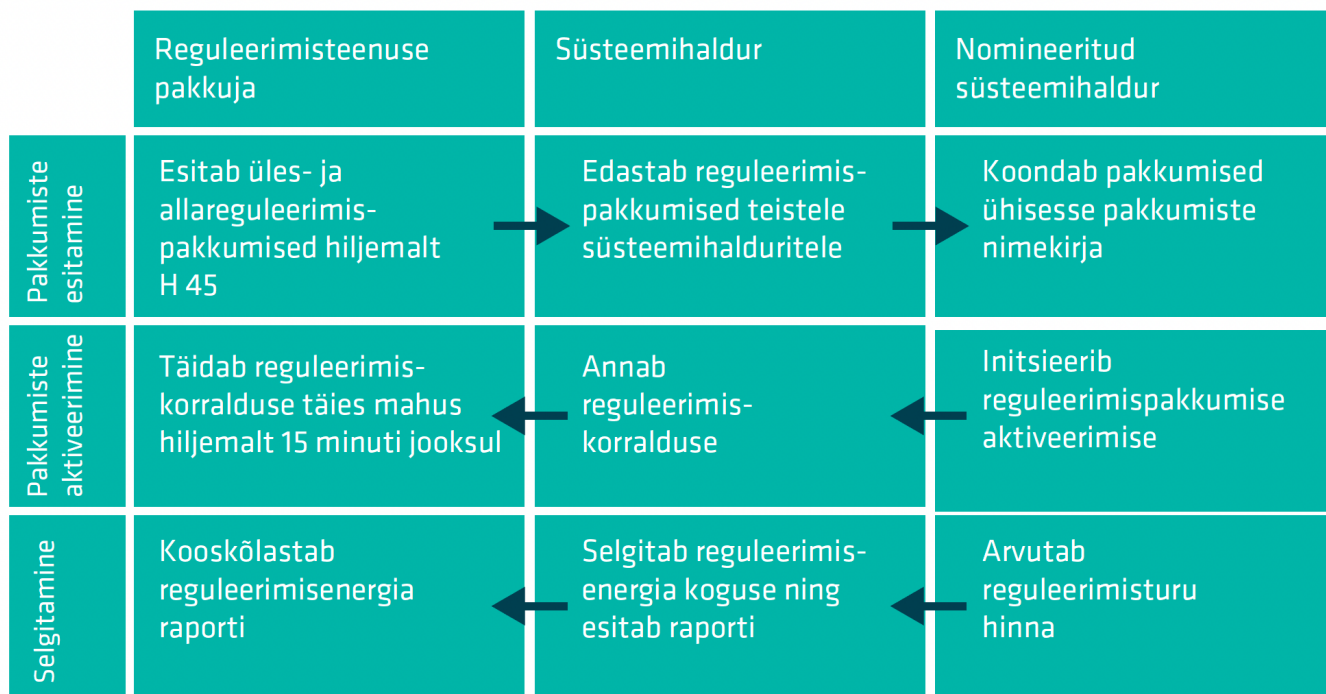 Reguleerimisteenuse
pakkuja
Süsteemihaldur
Nomineeritud
süsteemihaldur
Pakkumiste
esitamine
Esitab üles- ja
allareguleerimis-
pakkumised hiljemalt
H 45
Edastab reguleerimis-
pakkumised teistele
süsteemihalduritele
Koondab pakkumised
ühisesse pakkumiste
nimekirja
Pakkumiste
aktiveerimine
Täidab reguleerimis-
korralduse täies mahus
hiljemalt 15 minuti jooksul
Annab
reguleerimis-
korralduse
Initsieerib
reguleerimispakkumise
aktiveerimise
Selgitamine
Kooskõlastab
reguleerimisenergia
raporti
Selgitab reguleerimis-
energia koguse ning
esitab raporti
Arvutab
reguleerimisturu
hinna